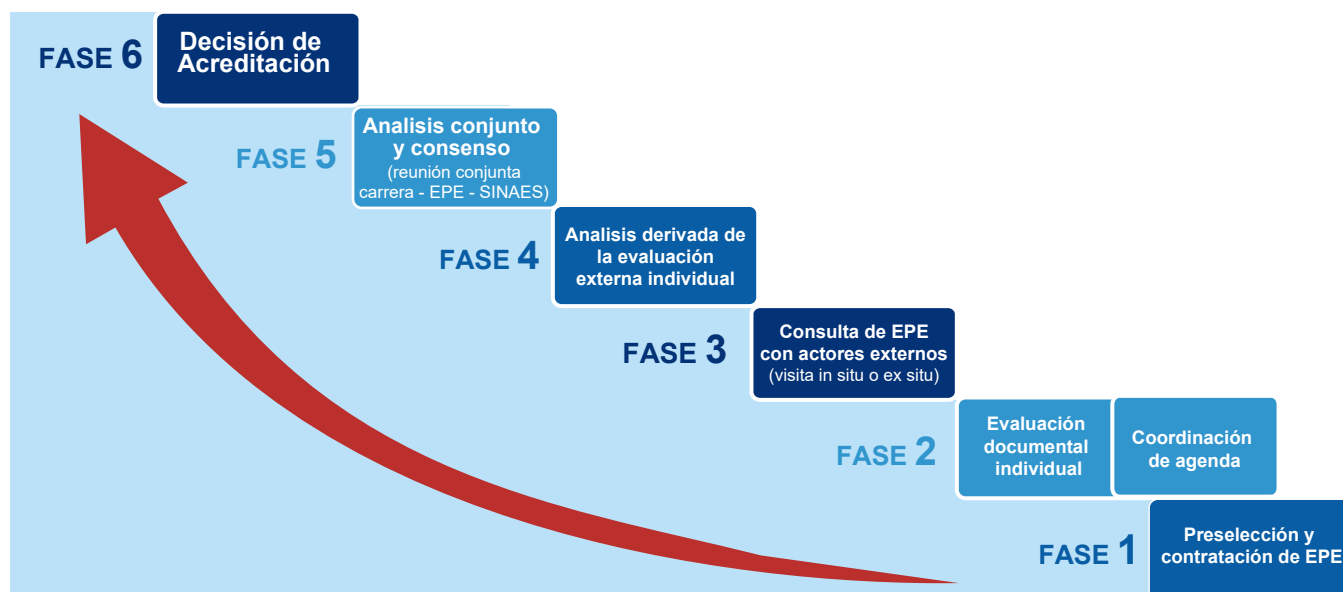 FASE 6
Decisión de
Acreditación
FASE 5
Analisis conjunto
y consenso
(reunión conjunta
carrera - EPE - SINAES)
FASE 4
Analisis derivada de
la evaluación
externa individual
FASE 3
Consulta de EPE
con actores externos
(visita in situ o ex situ)
FASE 2
Evaluación
documental
individual
Coordinación
de agenda
FASE 1
Preselección y
contratación de EPE